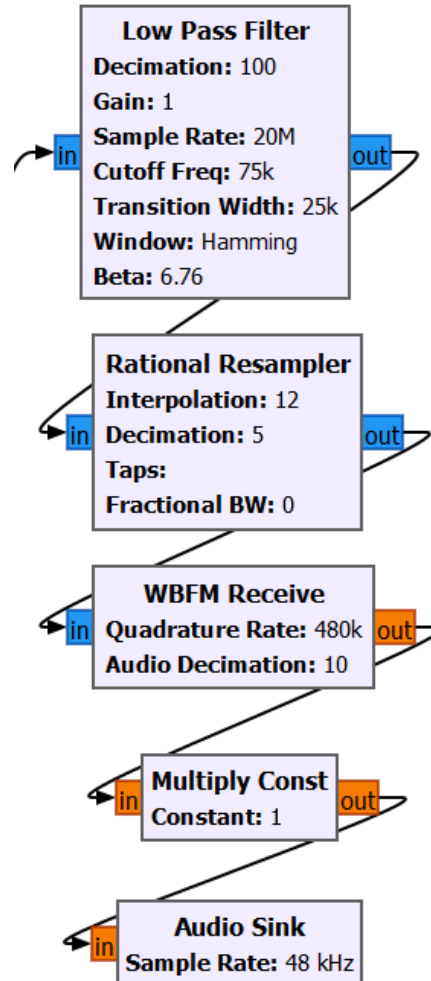 Low Pass Filter
Decimation: 100
Gain: 1
Sample Rate: 20M
in
out
Cutoff Freq: 75k
Transition Width: 25k
Window: Hamming
Beta: 6.76
Rational Resampler
Interpolation: 12
in
Decimation: 5
out
Taps:
Fractional BW: 0
WBFM Receive
in
Quadrature Rate: 480k
out
Audio Decimation: 10
Multiply Const
in
Constant: 1
out
Audio Sink
in
Sample Rate: 48 kHz